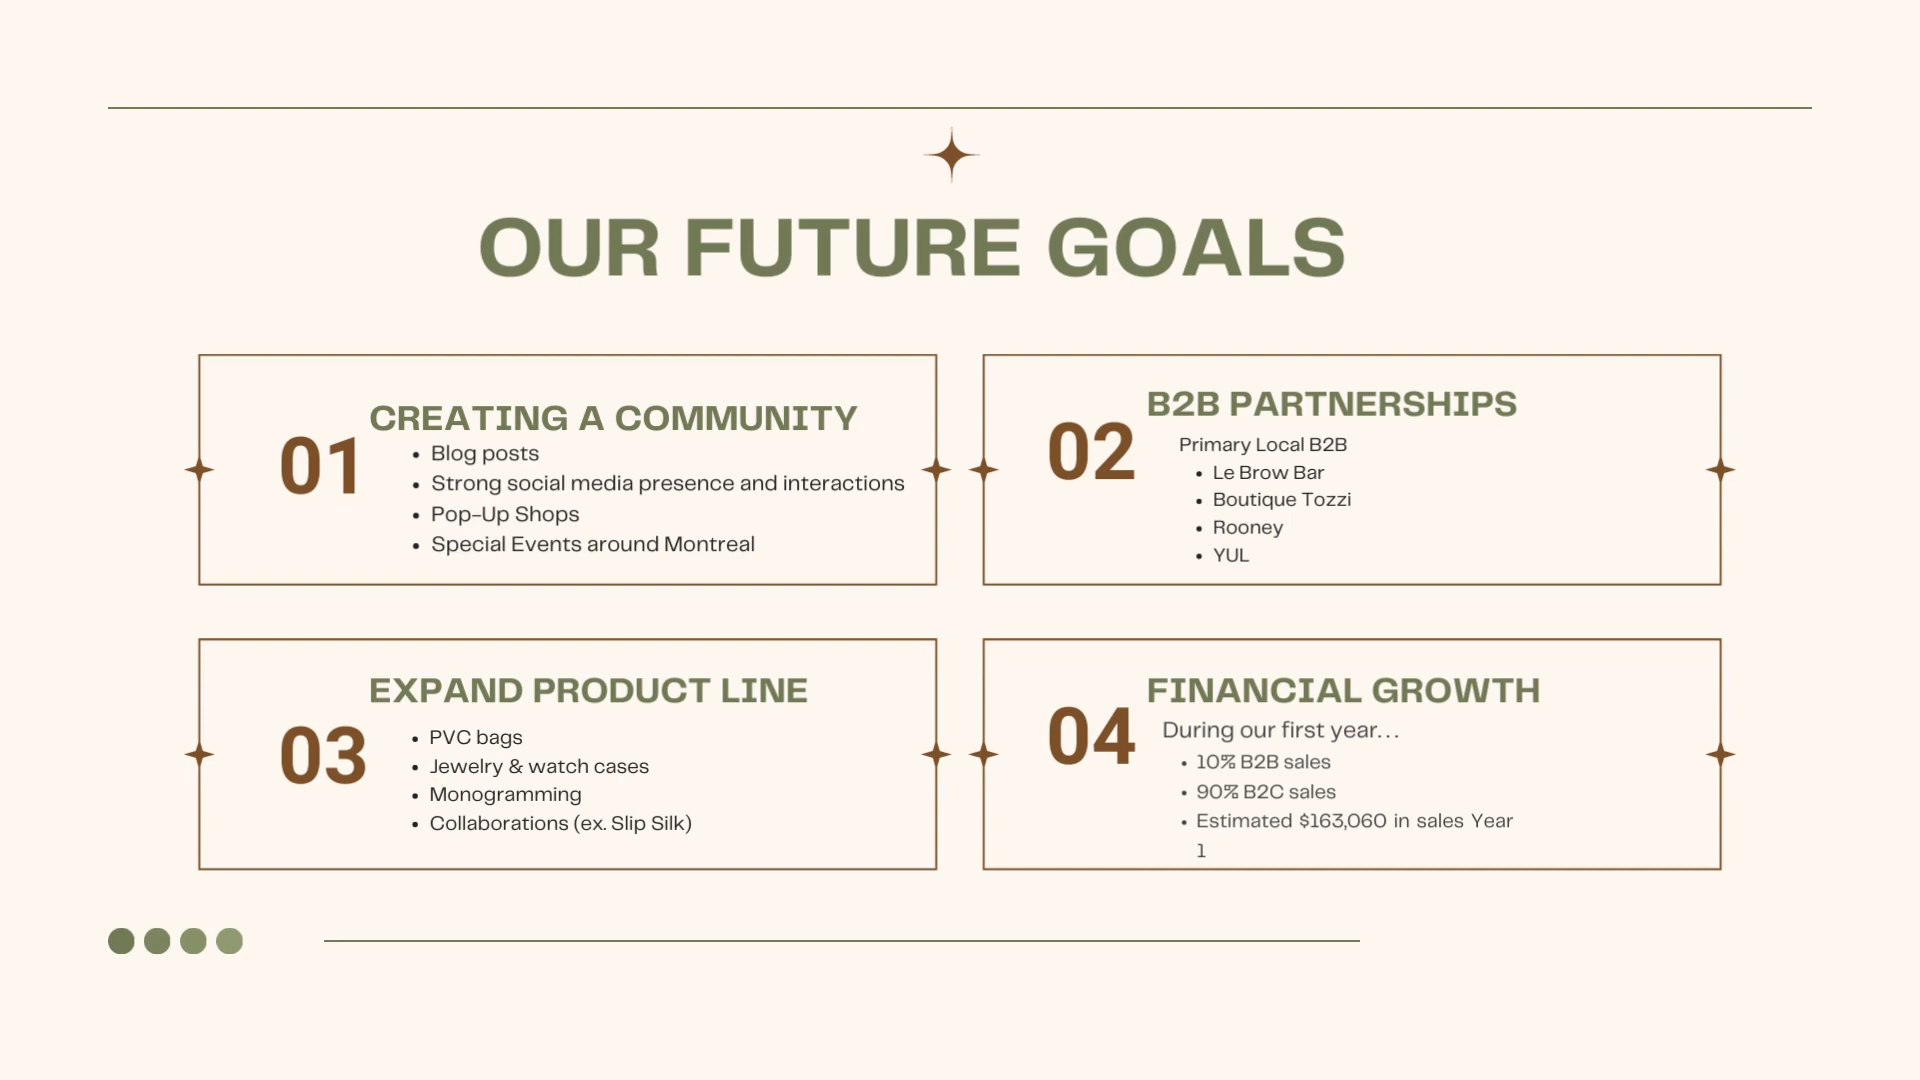 OUR FUTURE GOALS
01
CREATING A COMMUNITY
• Blog posts
• Strong social media presence and interactions
• Pop-Up Shops
• Special Events around Montreal
02
B2B PARTNERSHIPS
Primary Local B2B
• Le Brow Bar
• Boutique Tozzi
• Rooney
• YUL
03
EXPAND PRODUCT LINE
• PVC bags
• Jewelry & watch cases
• Monogramming
• Collaborations (ex. Slip Silk)
04
FINANCIAL GROWTH
During our first year...
• 10% B2B sales
• 90% B2C sales
• Estimated $163,060 in sales Year
1